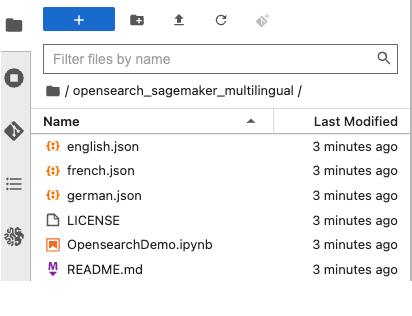 +
Filter files by name
/ opensearch_sagemaker_multilingual /
Name Last Modified
english.json 3 minutes ago
french.json 3 minutes ago
german.json 3 minutes ago
LICENSE 3 minutes ago
OpensearchDemo.ipynb 3 minutes ago
README.md 3 minutes ago